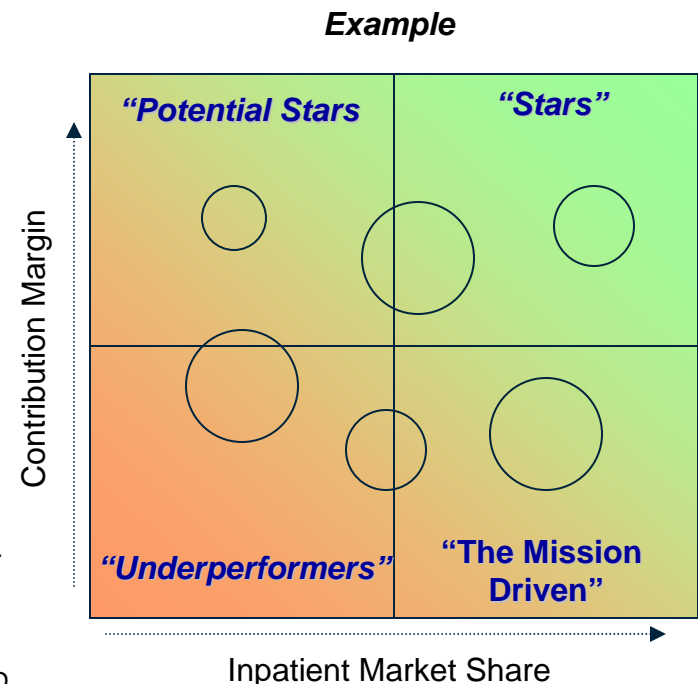 Example
“Potential Stars
“Stars”
Contribution Margin
“Underperformers”
“The Mission
Driven”
Inpatient Market Share